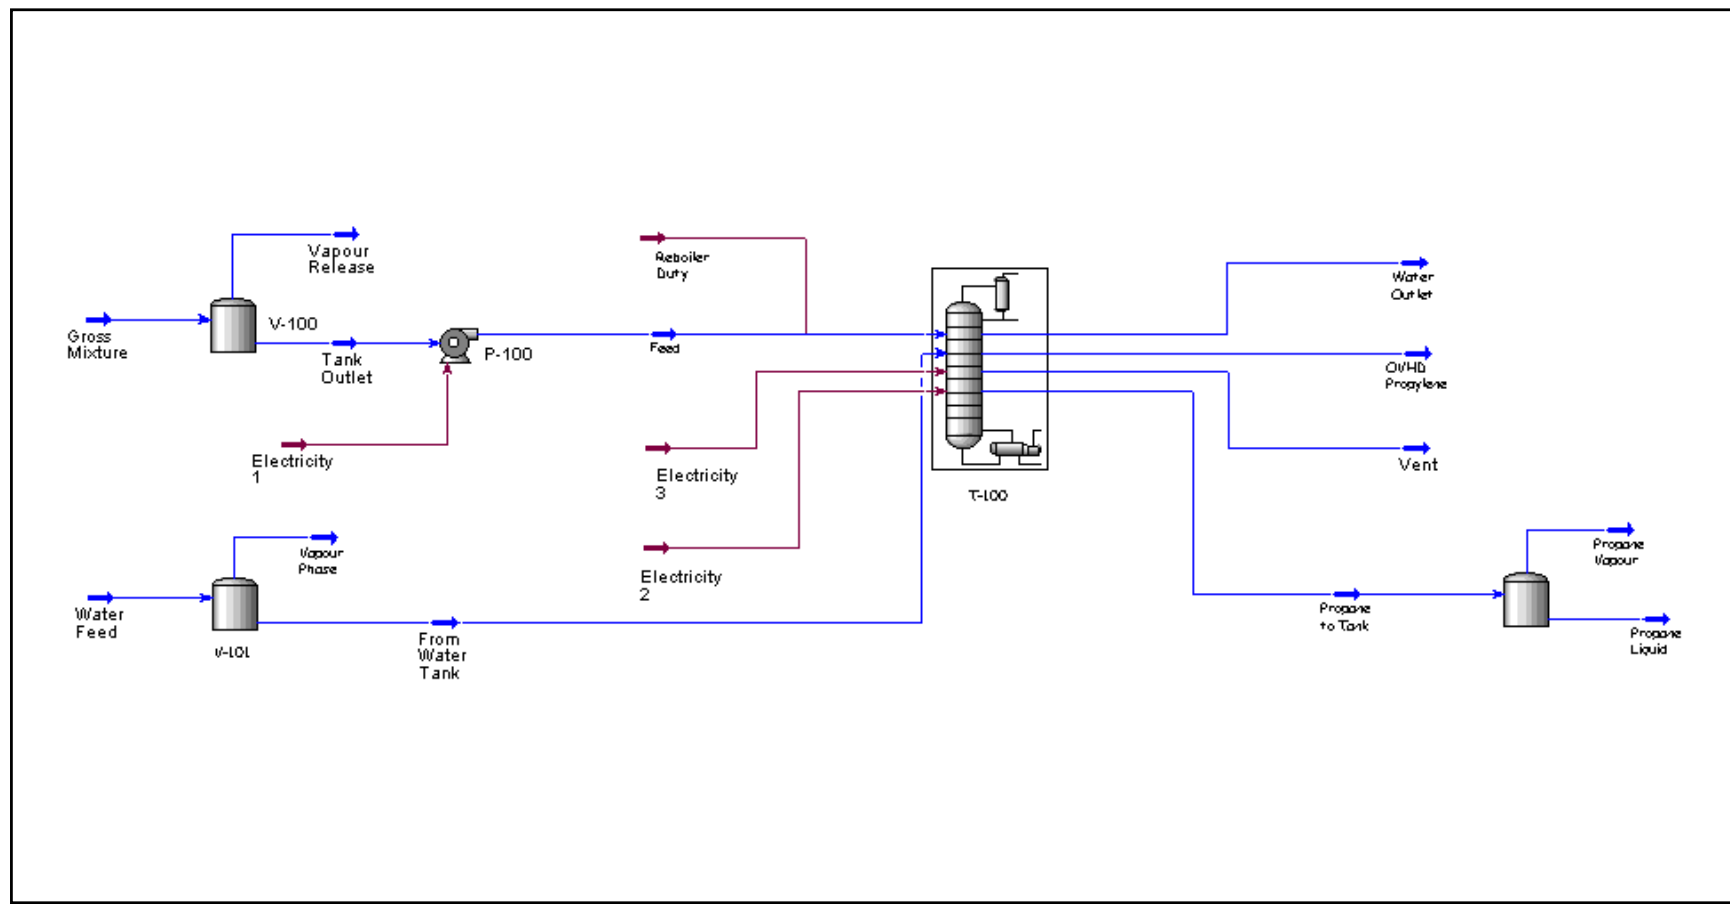 Vapour
Release
Gross
Mixture
V-100
Tank
Outlet
P-100
Electricity
1
Reboiler
Duty
Feed
Electricity
3
Electricity
2
T-100
Water
Outlet
OVHD
Propylene
Vent
Vapour
Phase
Water
Feed
V-101
From
Water
Tank
Propane
Vapour
Propane
to Tank
Propane
Liquid